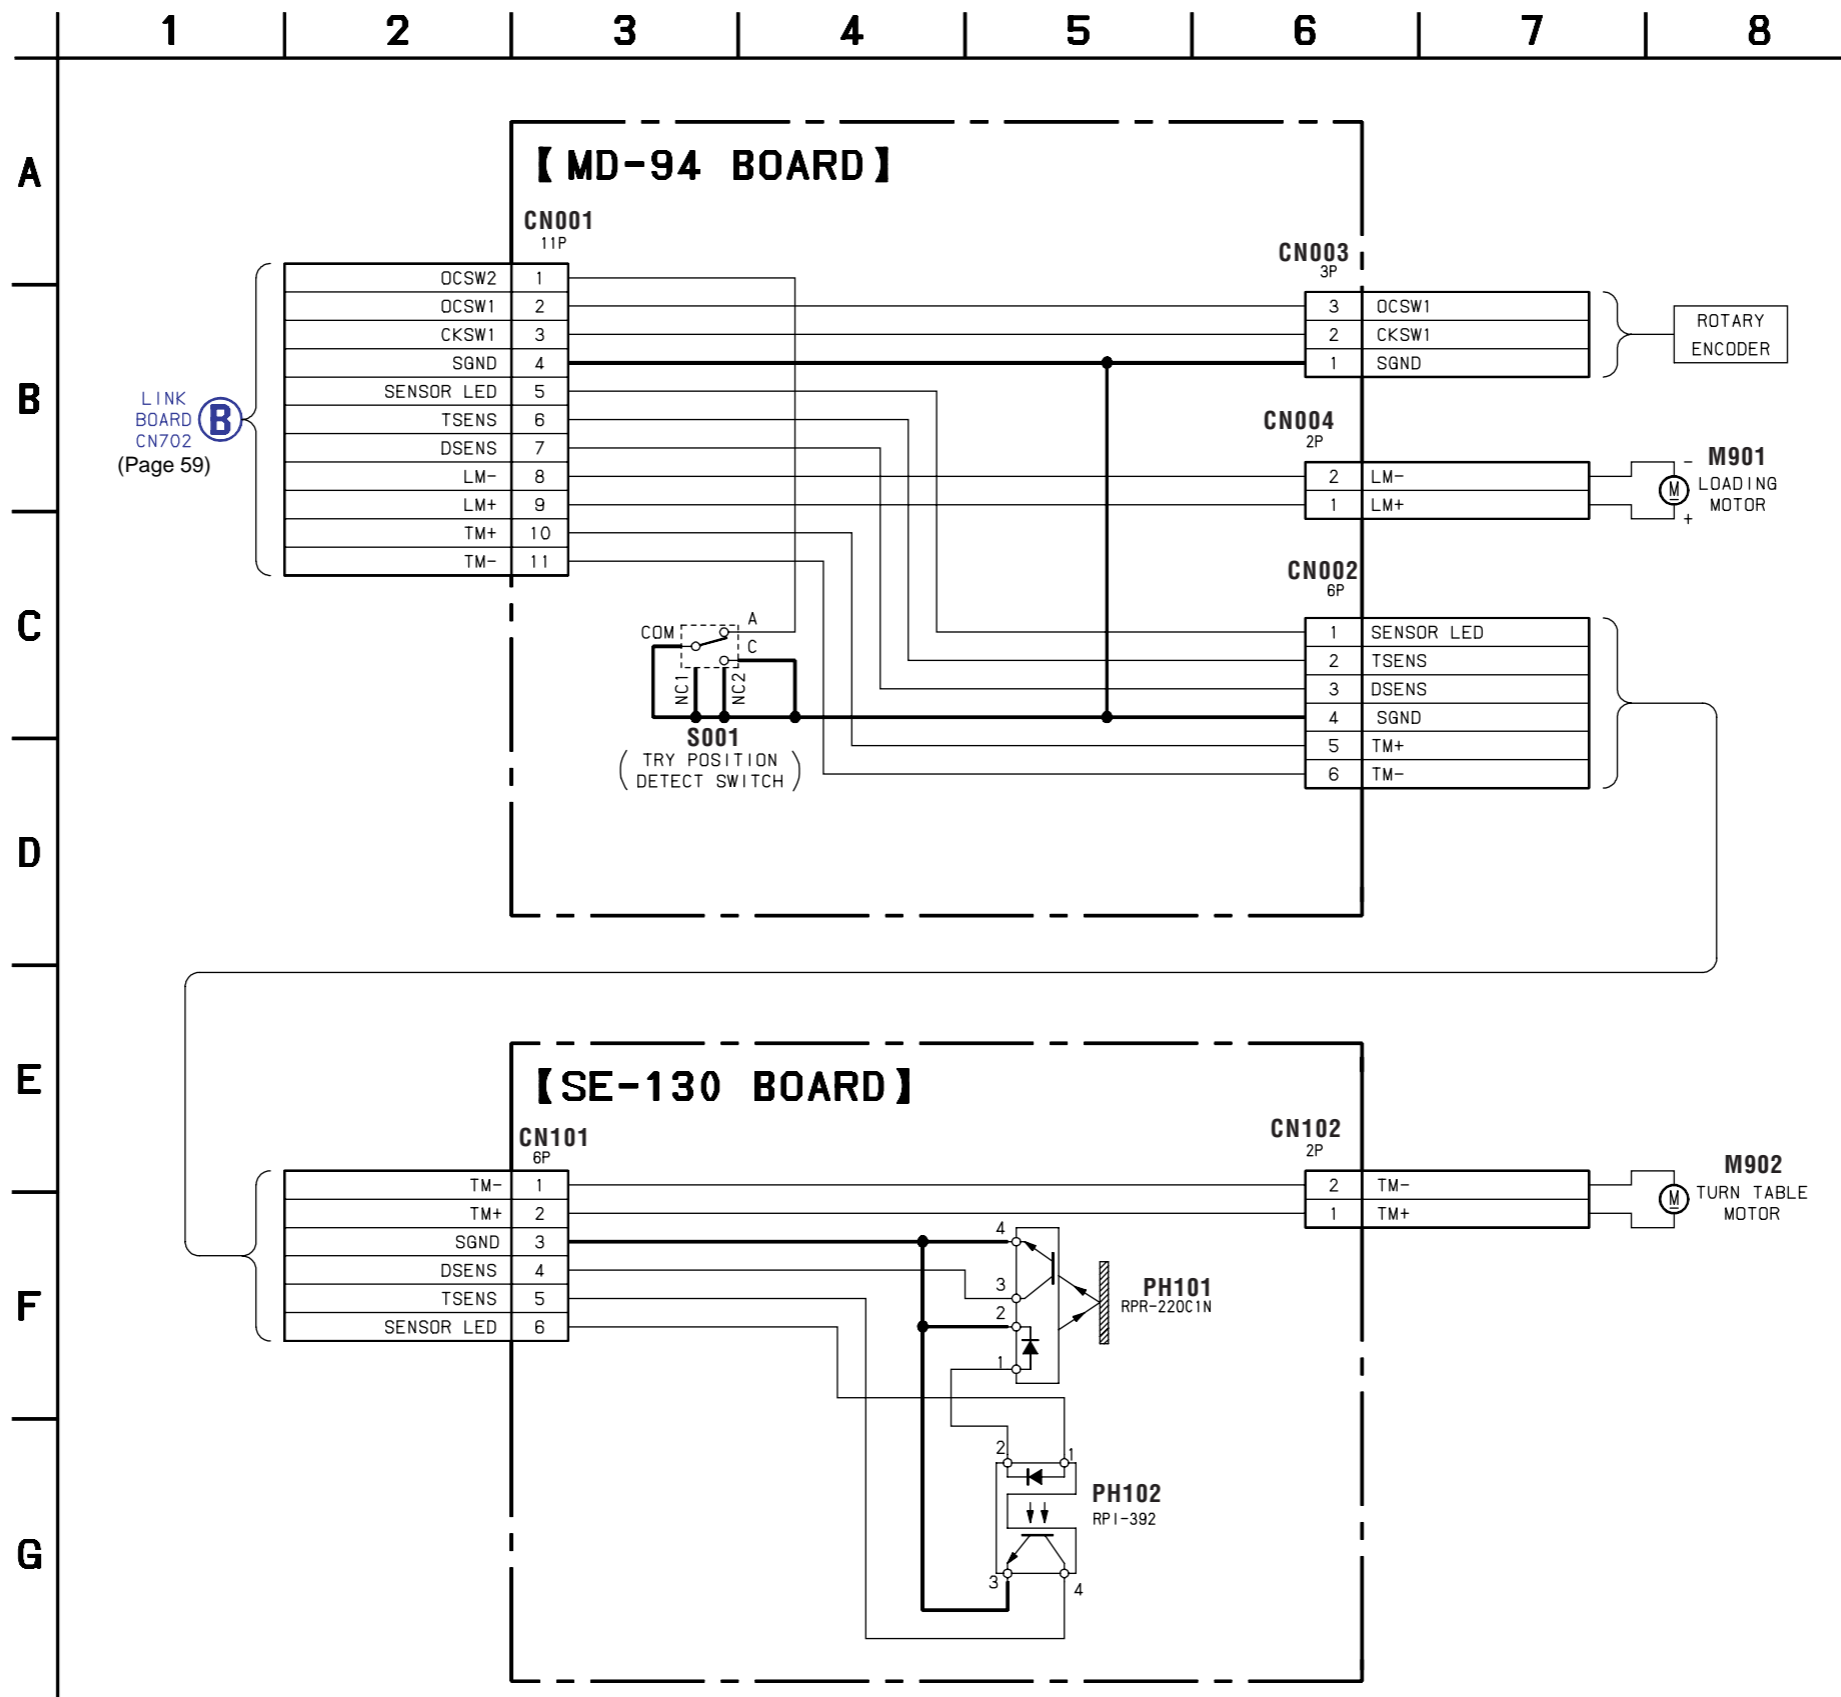 1 2 3 4 5 6 7 8
A
B
C
D
E
F
G
【MD-94 BOARD】
CN001
11P
OCSW2 1
OCSW1 2
CKSW1 3
SGND 4
SENSOR LED 5
TSENS 6
DSENS 7
LM- 8
LM+ 9
TM+ 10
TM- 11
LINK
BOARD
CN702
(Page 59)
B
CN003
3P
3 OCSW1
2 CKSW1
1 SGND
ROTARY
ENCODER
CN004
2P
2 LM-
1 LM+
- M901
M LOADING
MOTOR
+
CN002
6P
1 SENSOR LED
2 TSENS
3 DSENS
4 SGND
5 TM+
6 TM-
COM A
C
NC1 NC2
S001
(TRY POSITION
DETECT SWITCH)
【SE-130 BOARD】
CN101
6P
TM- 1
TM+ 2
SGND 3
DSENS 4
TSENS 5
SENSOR LED 6
CN102
2P
2 TM-
1 TM+
M902
M TURN TABLE
MOTOR
4
3
2
1
PH101
RPR-220C1N
2 1
PH102
RPI-392
3 4